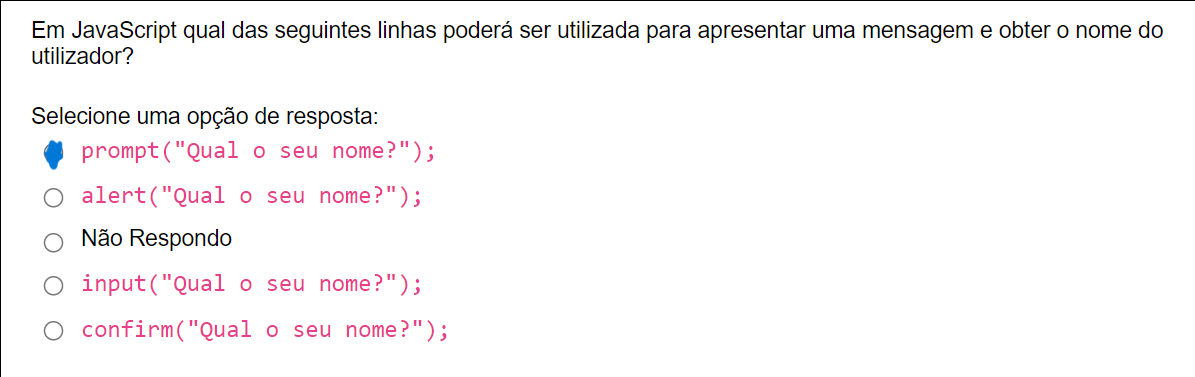 Em JavaScript qual das seguintes linhas poderá ser utilizada para apresentar uma mensagem e obter o nome do
utilizador?
Selecione uma opção de resposta:
prompt("Qual o seu nome?");
alert("Qual o seu nome?");
Não Respondo
input("Qual o seu nome?");
confirm("Qual o seu nome?");